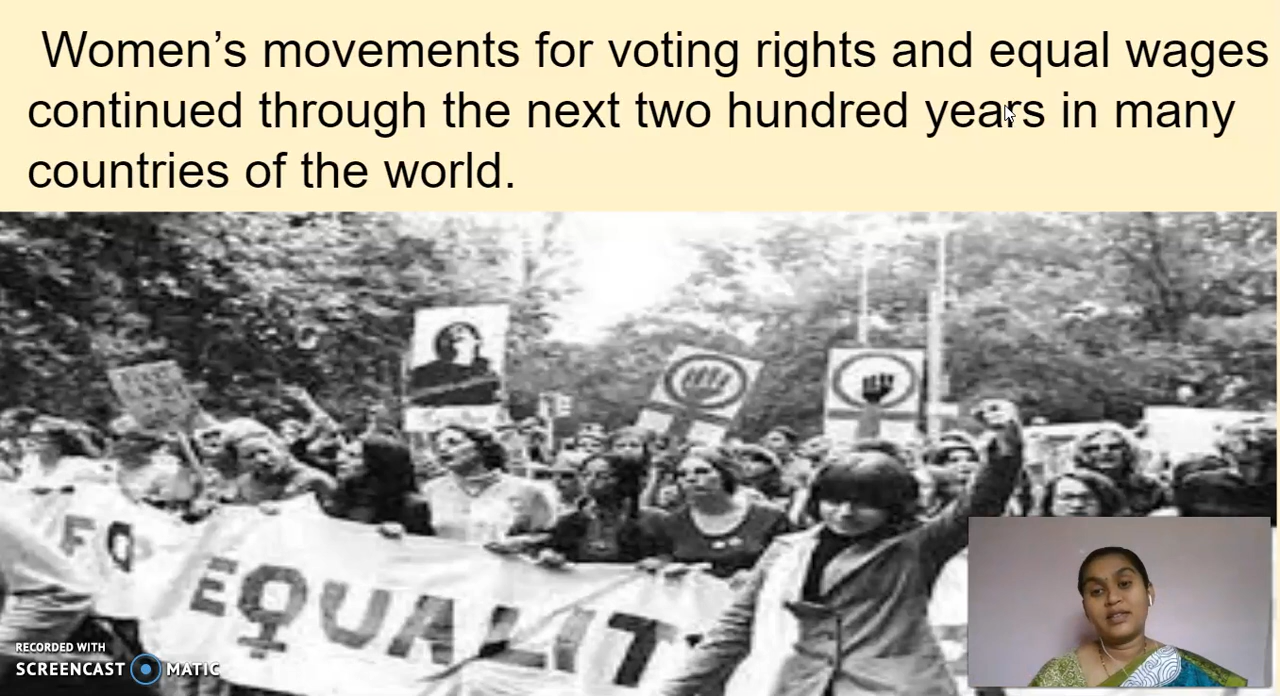 Women’s movements for voting rights and equal wages
continued through the next two hundred years in many
countries of the world.
EQUALIT
RECORDED WITH
SCREENCAST MATIC